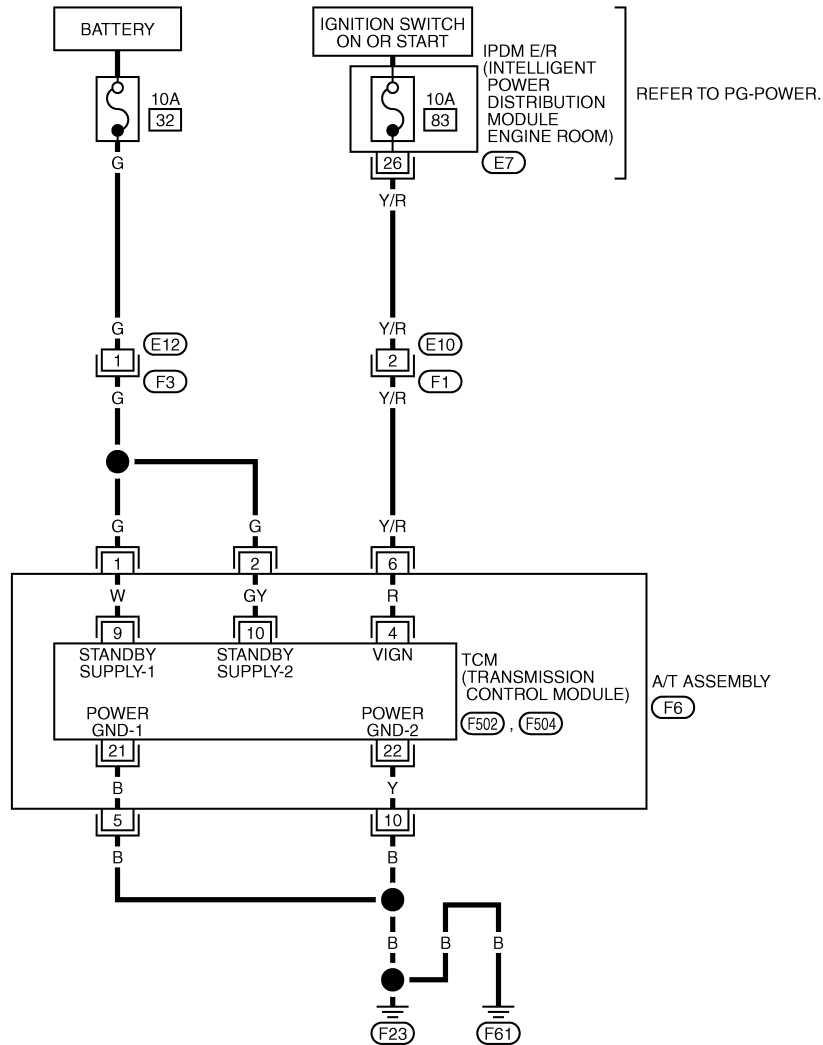 BATTERY
IGNITION SWITCH
ON OR START
IPDM E/R
(INTELLIGENT
POWER
DISTRIBUTION
MODULE
ENGINE ROOM)
REFER TO PG-POWER.
10A
32
10A
83
26
E7
G
Y/R
G
Y/R
1
E12
F3
2
E10
F1
G
Y/R
G
G
Y/R
1
2
6
W
GY
R
9
10
4
STANDBY
SUPPLY-1
STANDBY
SUPPLY-2
VIGN
TCM
(TRANSMISSION
CONTROL MODULE)
F502 , F504
A/T ASSEMBLY
F6
POWER
GND-1
POWER
GND-2
21
22
B
Y
5
10
B
B
B
B
B
F23
F61